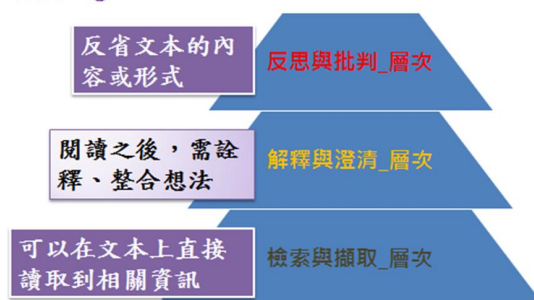 反省文本的內
容或形式
反思與批判_層次
閱讀之後，需詮
釋、整合想法
解釋與澄清_層次
可以在文本上直接
讀取到相關資訊
檢索與擷取_層次